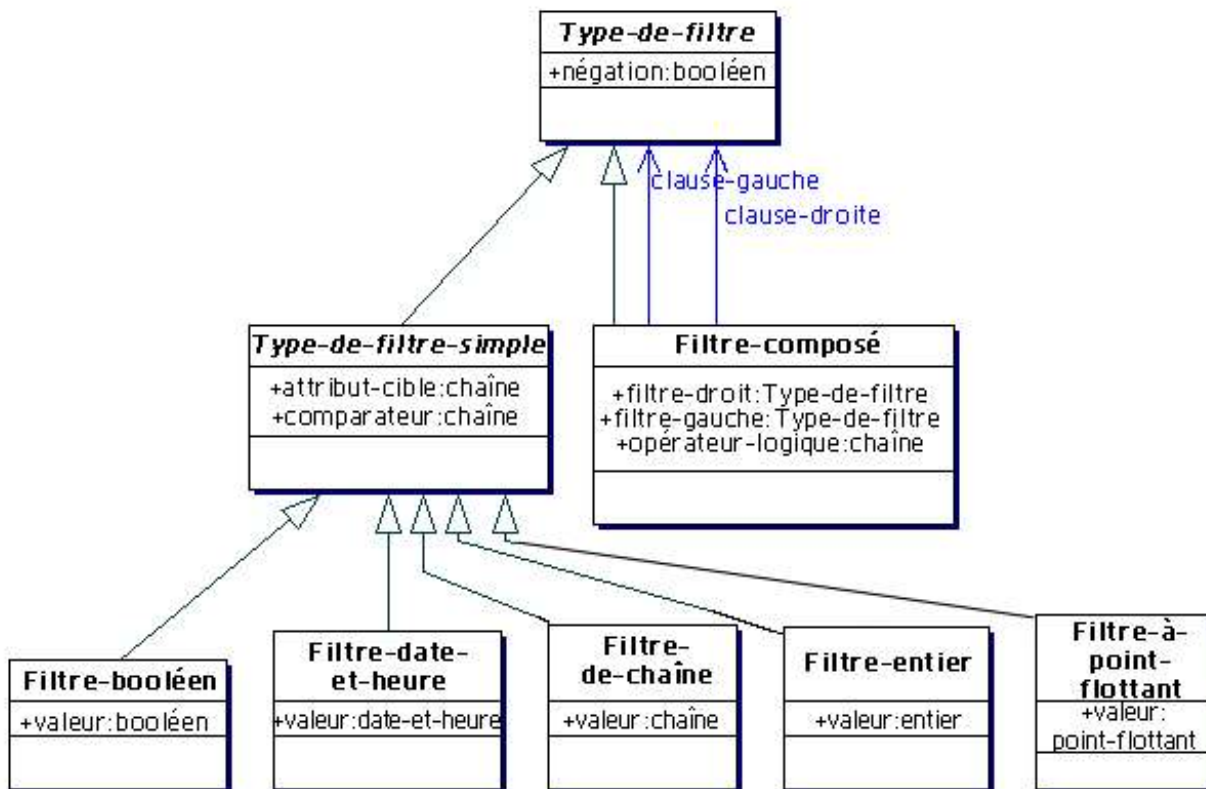 Type-de-filtre
+négation:booléen
clause-gauche
clause-droite
Type-de-filtre-simple
+attribut-cible:chaîne
+comparateur:chaîne
Filtre-composé
+filtre-droit:Type-de-filtre
+filtre-gauche:Type-de-filtre
+opérateur-logique:chaîne
Filtre-booléen
+valeur:booléen
Filtre-date-
et-heure
+valeur:date-et-heure
Filtre-
de-chaîne
+valeur:chaîne
Filtre-entier
+valeur:entier
Filtre-à-
point-
flottant
+valeur:
point-flottant